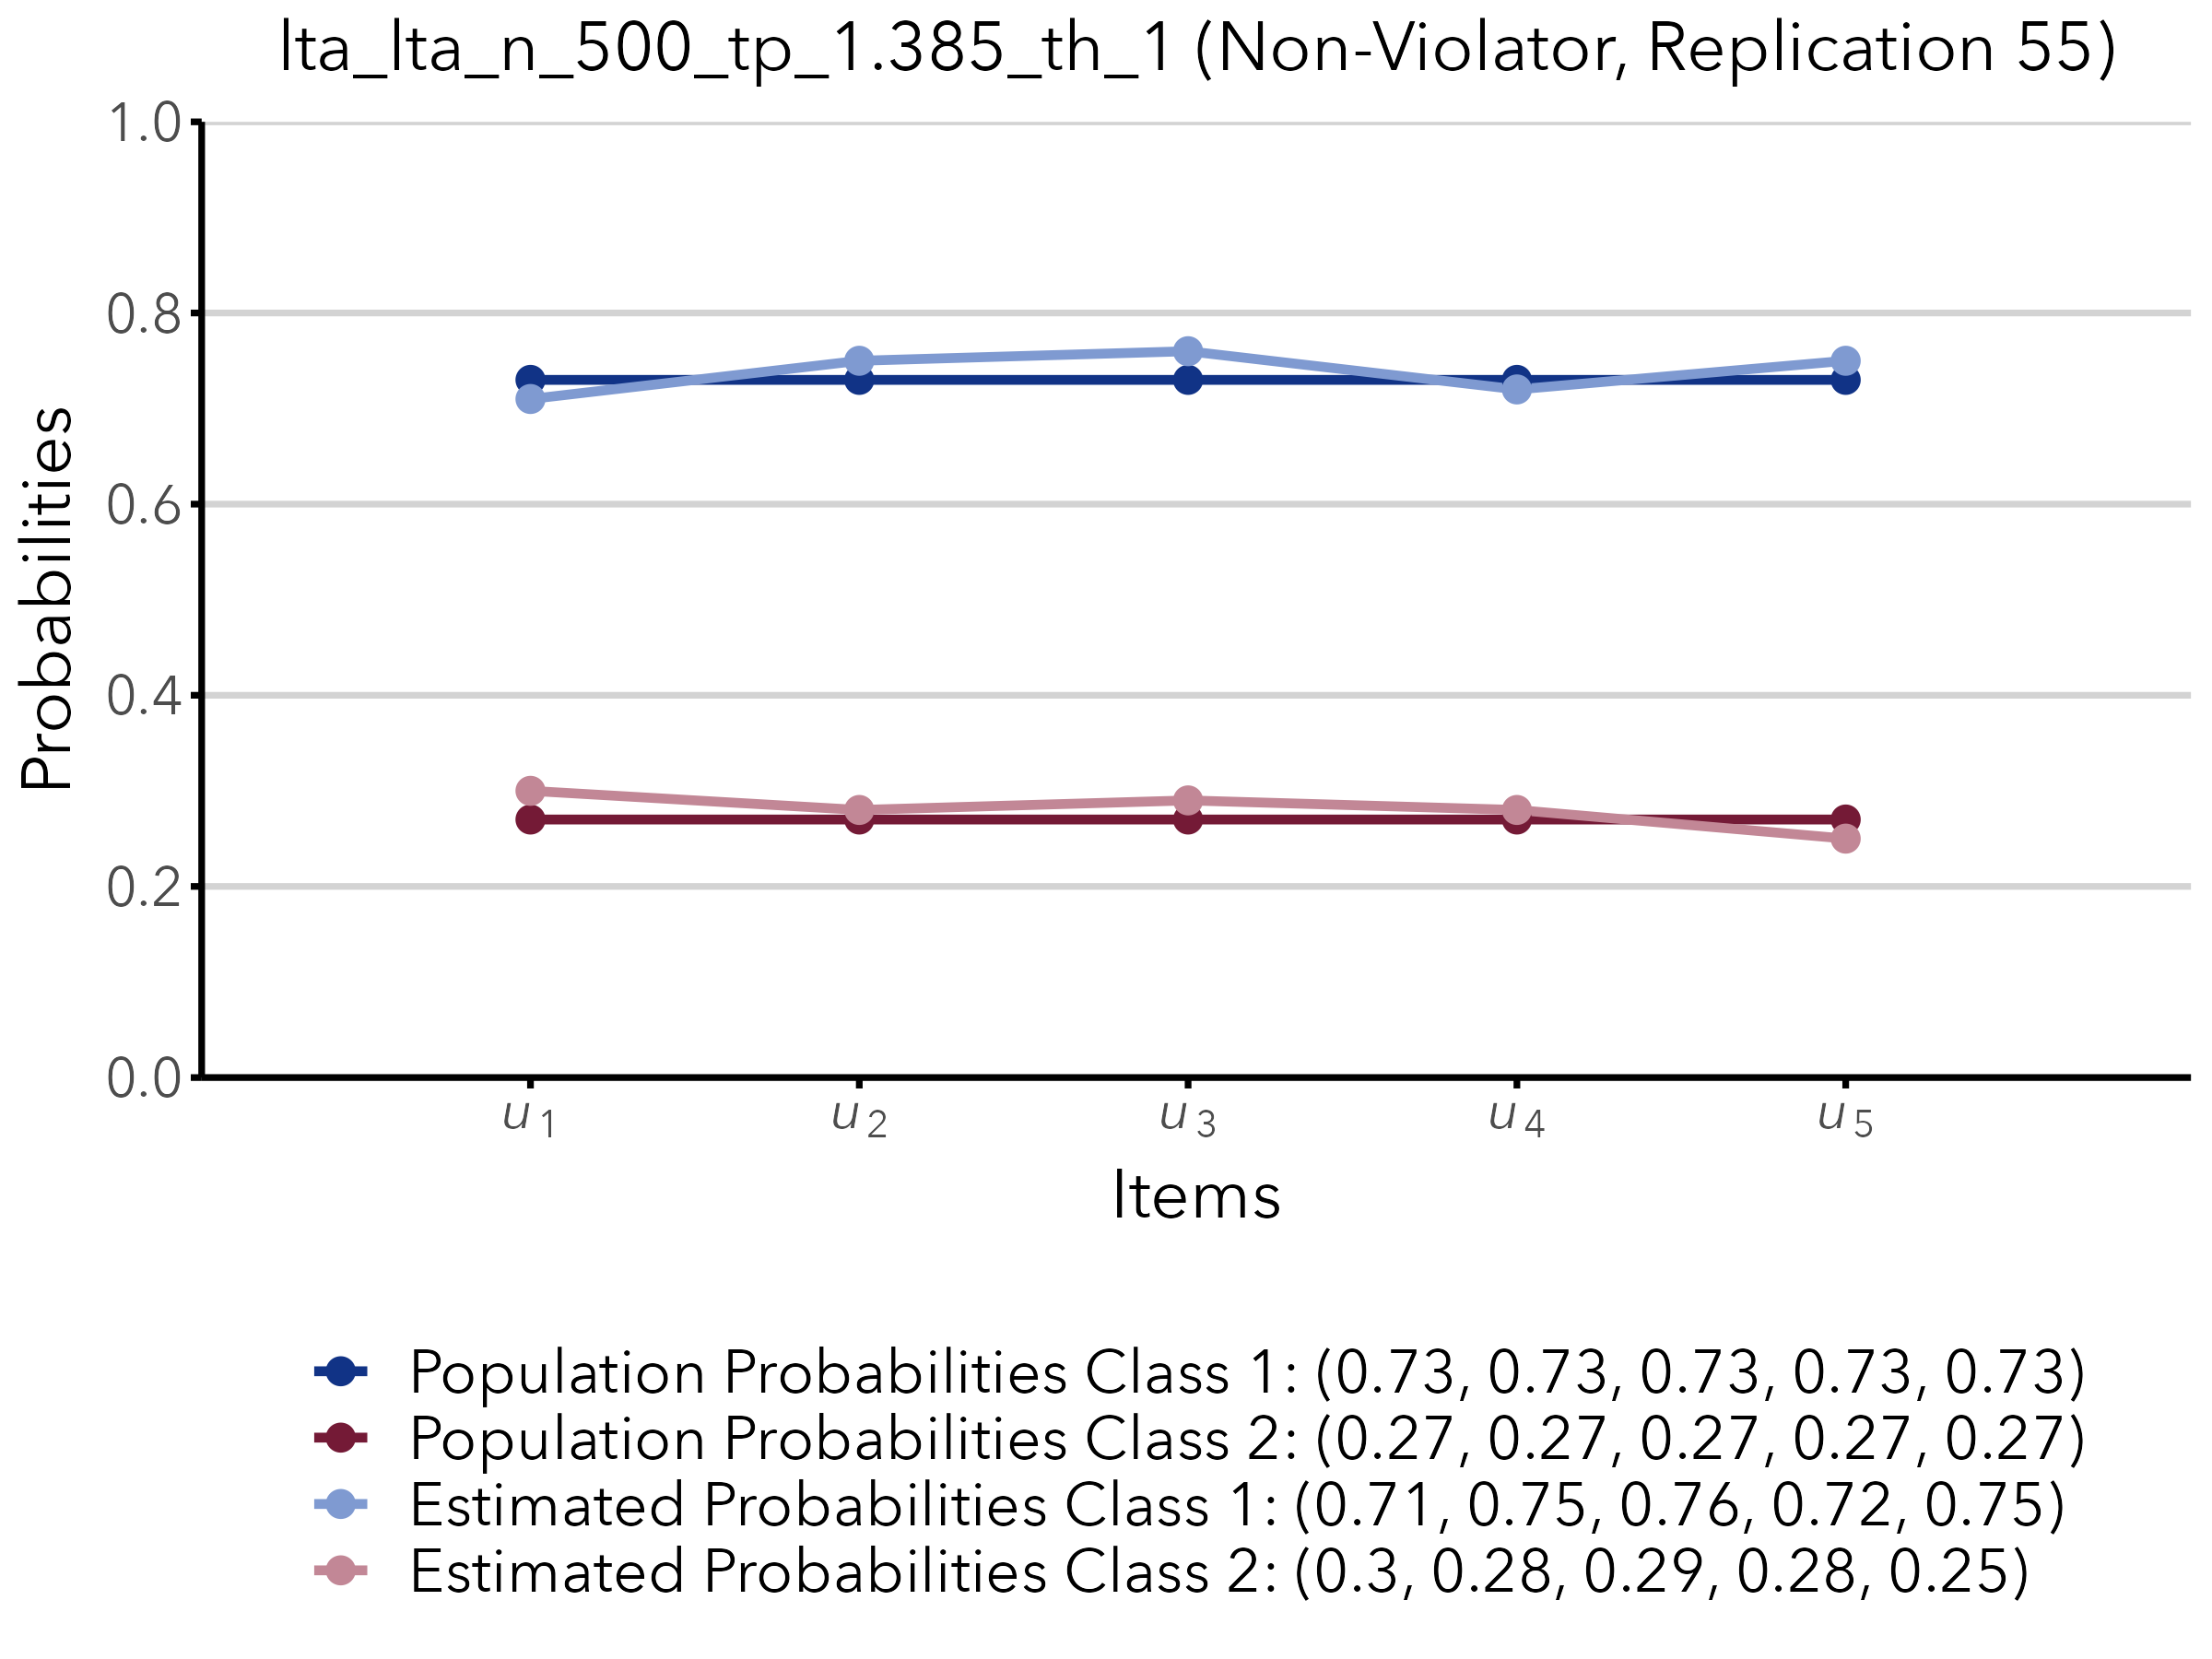 lta_lta_n_500_tp_1.385_th_1 (Non-Violator, Replication 55)
1.0
0.8
0.6
0.4
0.2
0.0
Probabilities
u1 u2 u3 u4 u5
Items
Population Probabilities Class 1: (0.73, 0.73, 0.73, 0.73, 0.73)
Population Probabilities Class 2: (0.27, 0.27, 0.27, 0.27, 0.27)
Estimated Probabilities Class 1: (0.71, 0.75, 0.76, 0.72, 0.75)
Estimated Probabilities Class 2: (0.3, 0.28, 0.29, 0.28, 0.25)